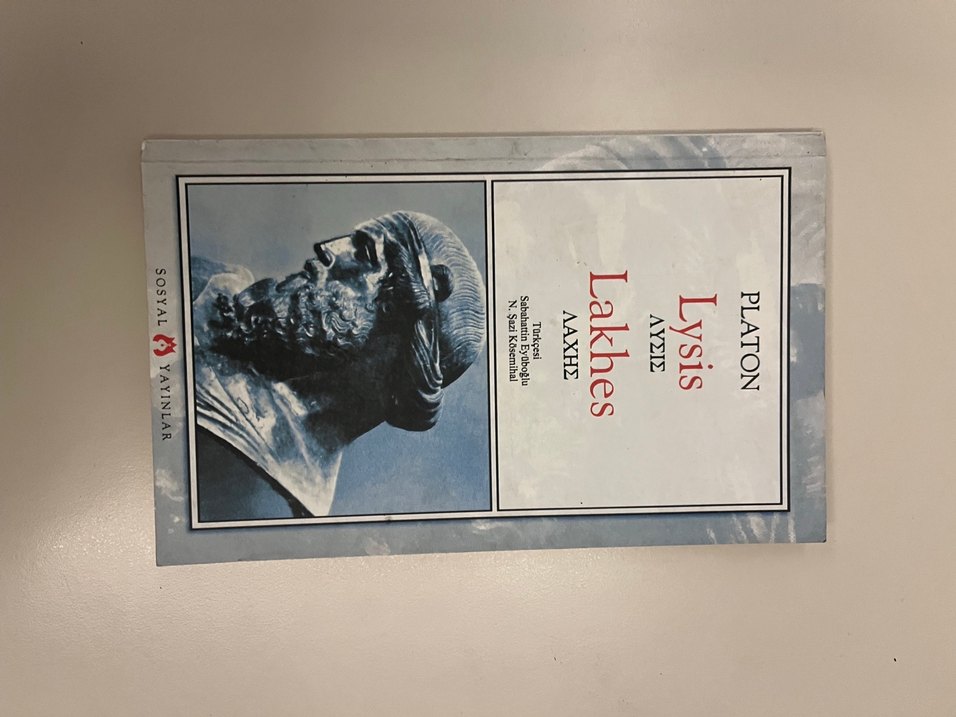 PLATON
Lysis
ΛΥΣΙΣ
Lakhes
ΛΑΧΗΣ
Türkçesi
Sabahattin Eyüboğlu
N. Şazi Kösemihal
SOSYAL YAYINLAR